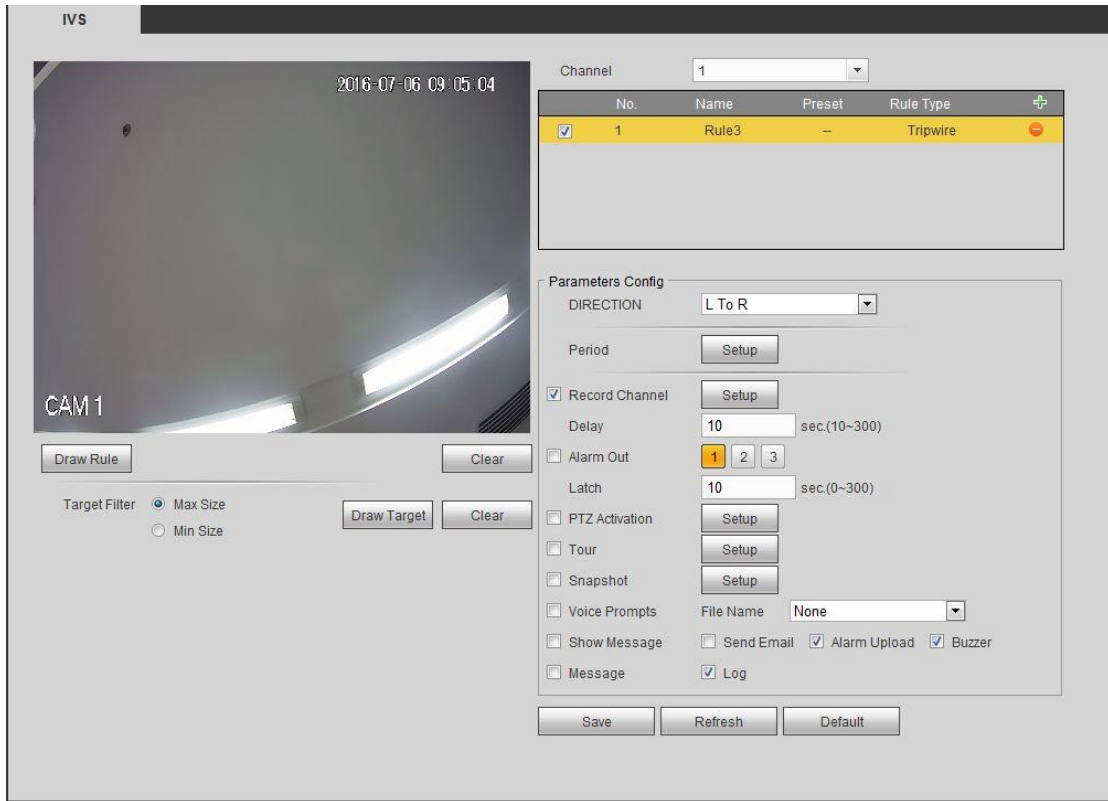 IVS
2016-07-06 09:05:04
CAM 1
Draw Rule Clear
Target Filter Max Size
Min Size
Draw Target Clear
Channel 1
No. Name Preset Rule Type
1 Rule3 -- Tripwire
Parameters Config
DIRECTION L To R
Period Setup
Record Channel Setup
Delay 10 sec.(10~300)
Alarm Out 1 2 3
Latch 10 sec.(0~300)
PTZ Activation Setup
Tour Setup
Snapshot Setup
Voice Prompts File Name None
Show Message Send Email Alarm Upload Buzzer
Message Log
Save Refresh Default